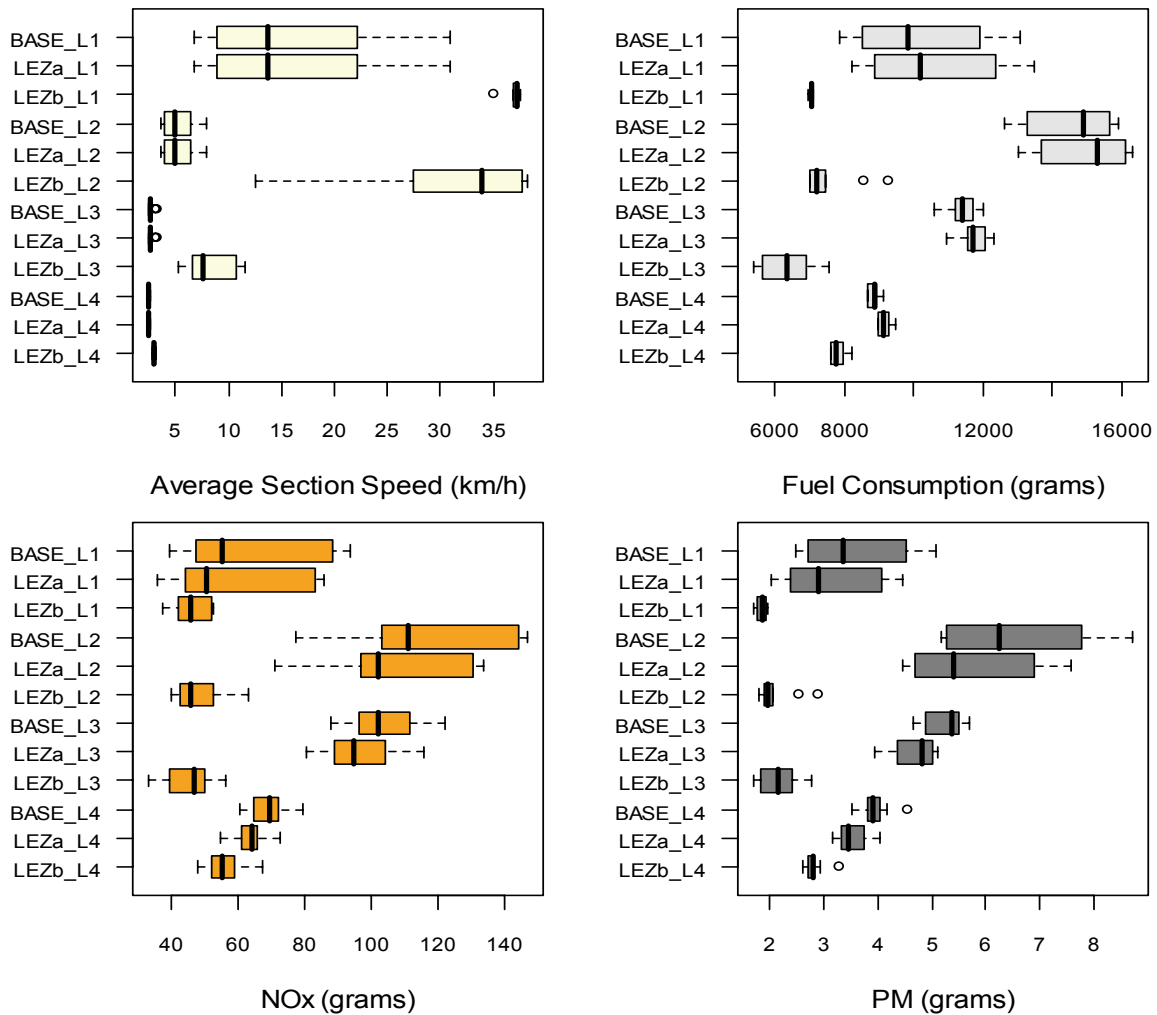 BASE_L1
LEZa_L1
LEZb_L1
BASE_L2
LEZa_L2
LEZb_L2
BASE_L3
LEZa_L3
LEZb_L3
BASE_L4
LEZa_L4
LEZb_L4
5 10 15 20 25 30 35
Average Section Speed (km/h)
BASE_L1
LEZa_L1
LEZb_L1
BASE_L2
LEZa_L2
LEZb_L2
BASE_L3
LEZa_L3
LEZb_L3
BASE_L4
LEZa_L4
LEZb_L4
6000 8000 12000 16000
Fuel Consumption (grams)
BASE_L1
LEZa_L1
LEZb_L1
BASE_L2
LEZa_L2
LEZb_L2
BASE_L3
LEZa_L3
LEZb_L3
BASE_L4
LEZa_L4
LEZb_L4
40 60 80 100 120 140
NOx (grams)
BASE_L1
LEZa_L1
LEZb_L1
BASE_L2
LEZa_L2
LEZb_L2
BASE_L3
LEZa_L3
LEZb_L3
BASE_L4
LEZa_L4
LEZb_L4
2 3 4 5 6 7 8
PM (grams)